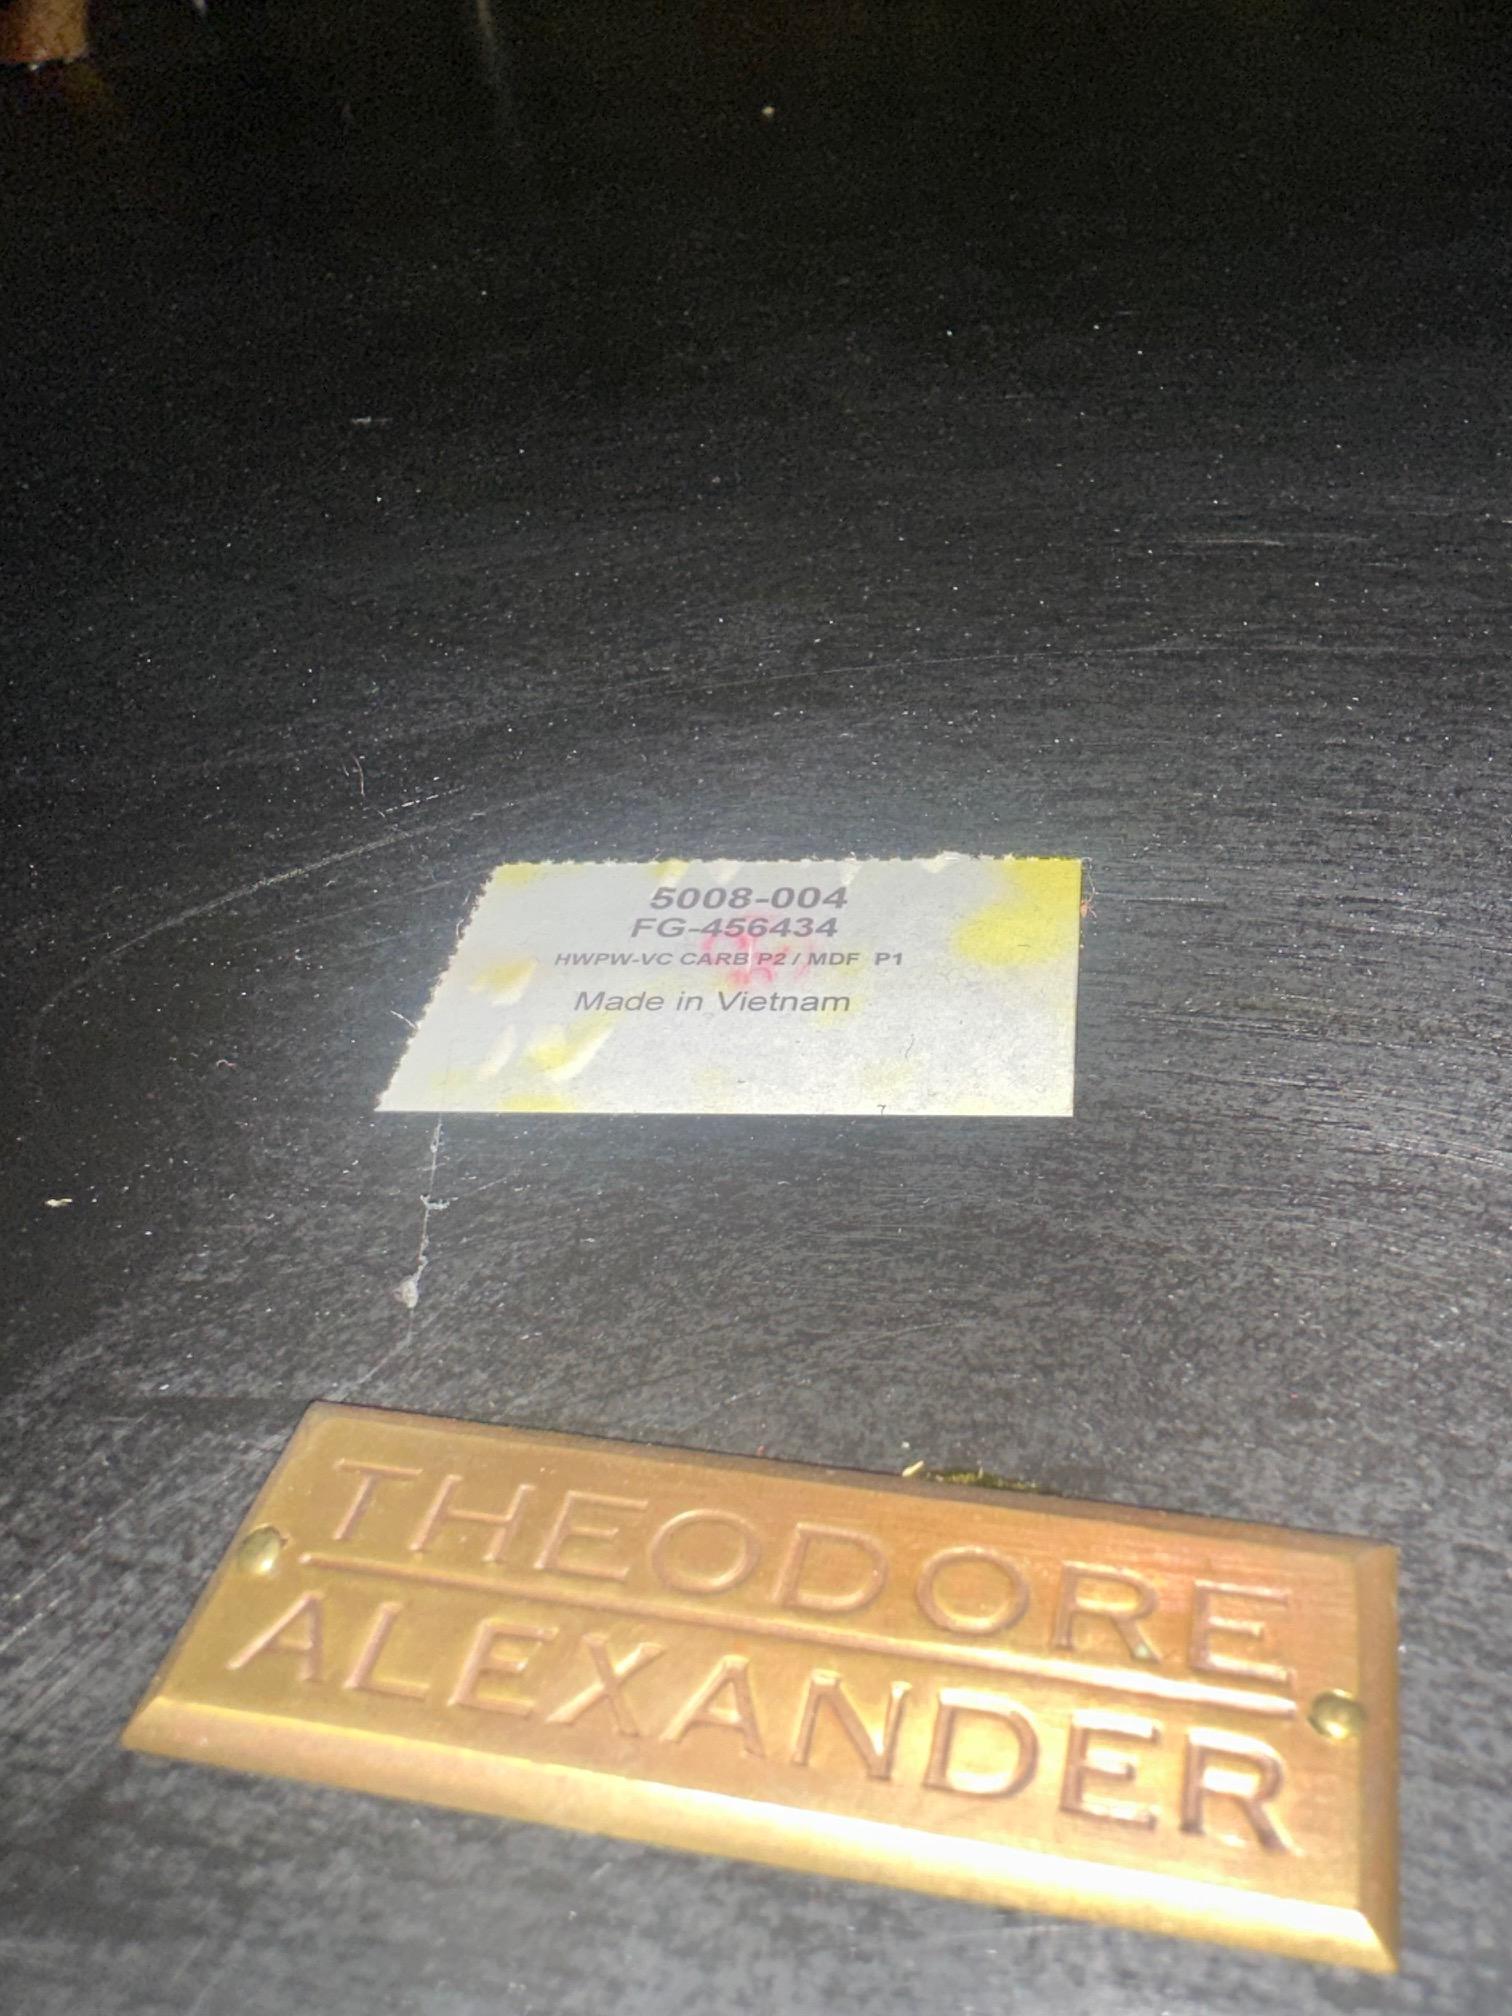 5008-004
FG-456434
HWPW-VC CARB P2 / MDF P1
Made in Vietnam
THEODORE
ALEXANDER